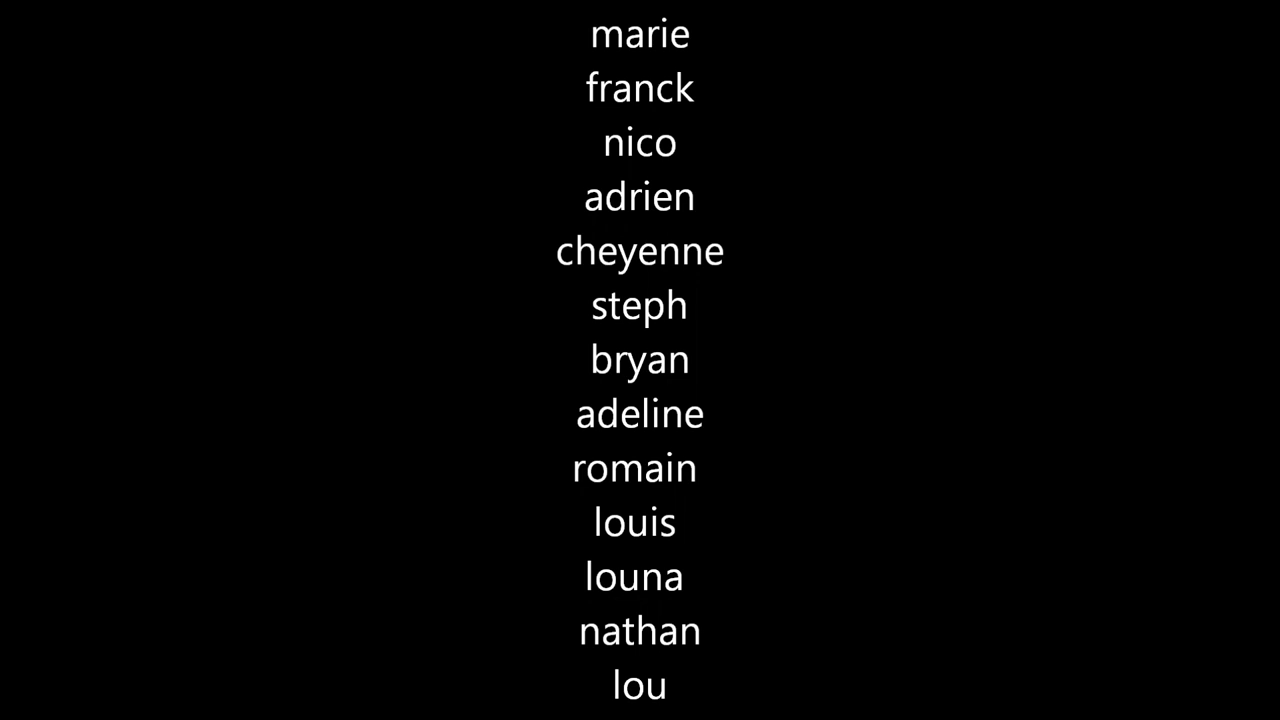 marie
franck
nico
adrien
cheyenne
steph
bryan
adeline
romain
louis
louna
nathan
lou